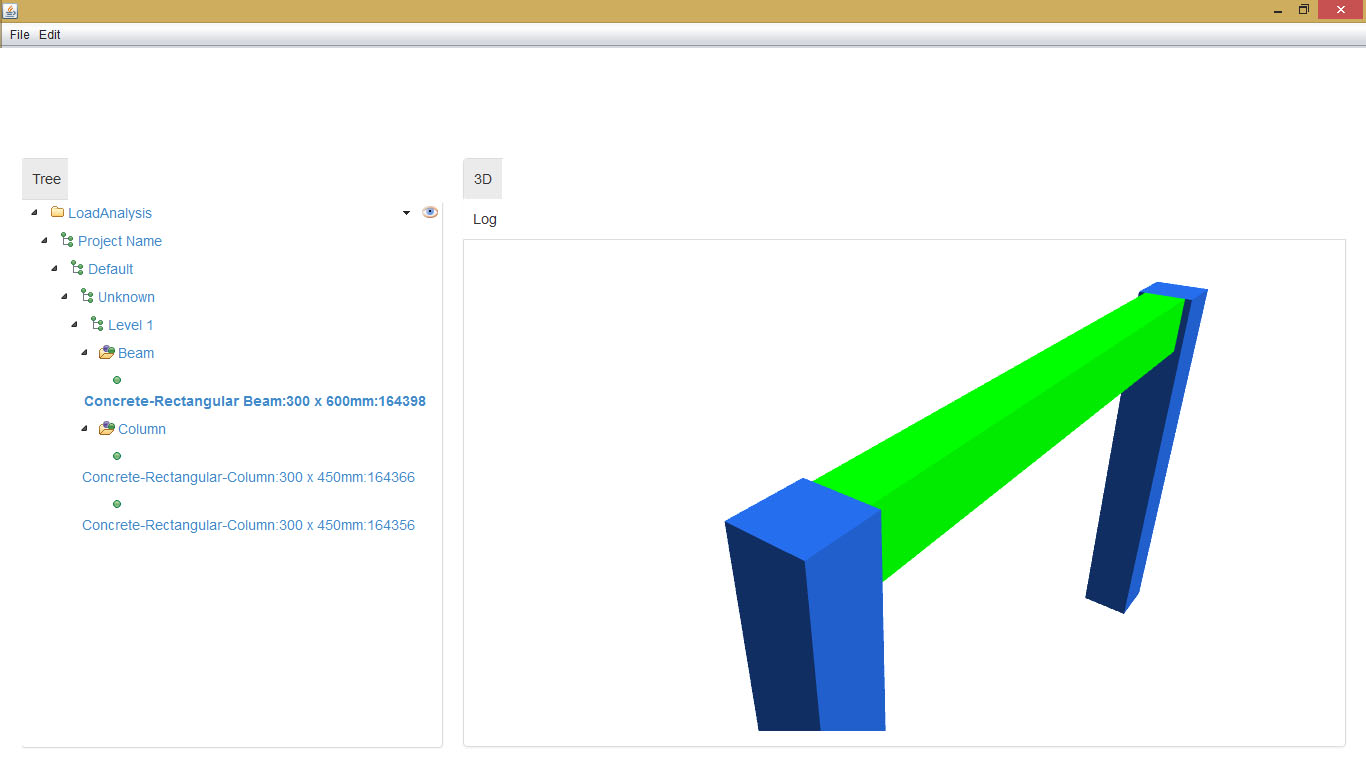 File Edit
Tree
LoadAnalysis
Project Name
Default
Unknown
Level 1
Beam
Concrete-Rectangular Beam:300 x 600mm:164398
Column
Concrete-Rectangular-Column:300 x 450mm:164366
Concrete-Rectangular-Column:300 x 450mm:164356
3D
Log